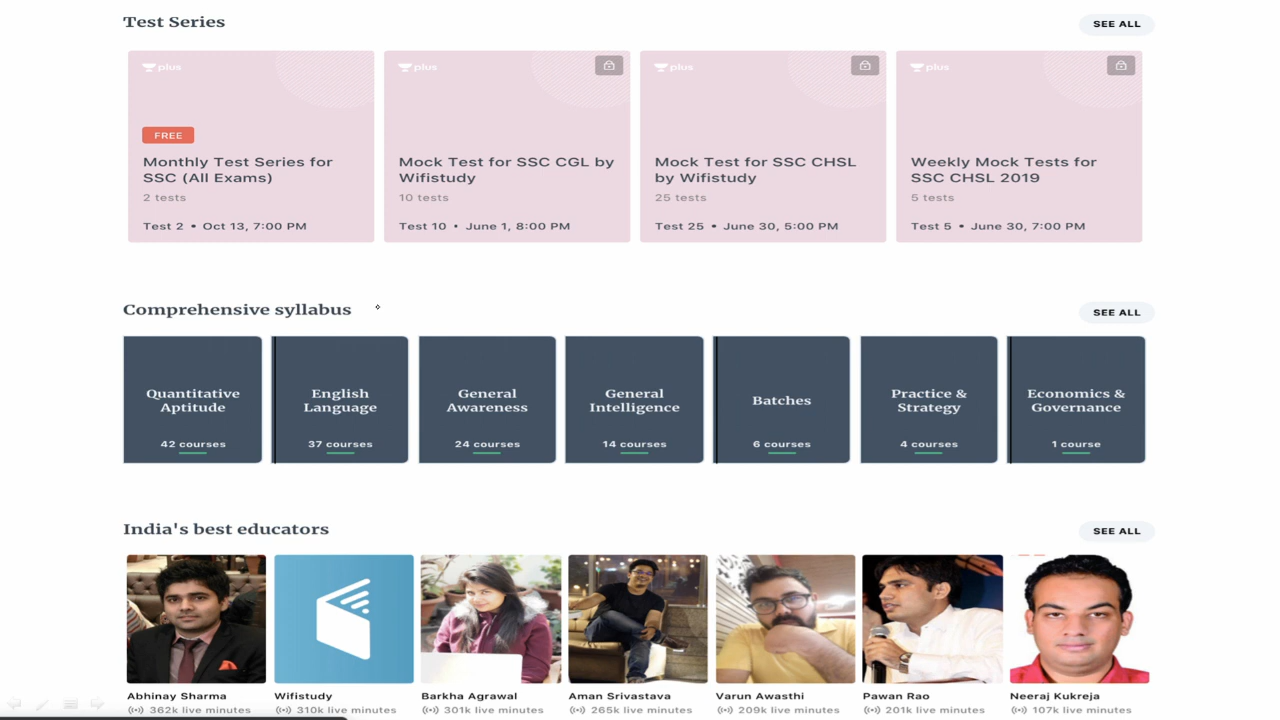 Test Series
SEE ALL
plus
FREE
Monthly Test Series for
SSC (All Exams)
2 tests
Test 2 • Oct 13, 7:00 PM
plus
Mock Test for SSC CGL by
Wifistudy
10 tests
Test 10 • June 1, 8:00 PM
plus
Mock Test for SSC CHSL
by Wifistudy
25 tests
Test 25 • June 30, 5:00 PM
plus
Weekly Mock Tests for
SSC CHSL 2019
5 tests
Test 5 • June 30, 7:00 PM
Comprehensive syllabus
SEE ALL
Quantitative
Aptitude
42 courses
English
Language
37 courses
General
Awareness
24 courses
General
Intelligence
14 courses
Batches
6 courses
Practice &
Strategy
4 courses
Economics &
Governance
1 course
India's best educators
SEE ALL
Abhinay Sharma
362k live minutes
Wifistudy
310k live minutes
Barkha Agrawal
301k live minutes
Aman Srivastava
265k live minutes
Varun Awasthi
209k live minutes
Pawan Rao
201k live minutes
Neeraj Kukreja
107k live minutes